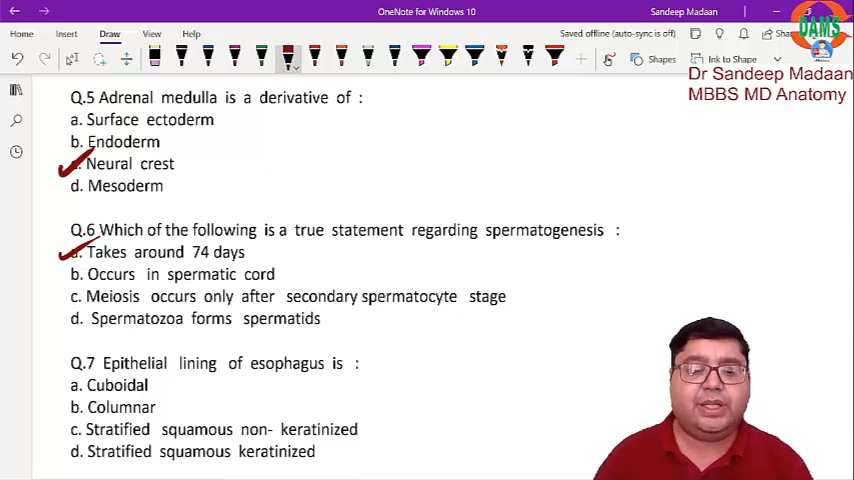 OneNote for Windows 10
Sandeep Madaan
DAMS
Home Insert Draw View Help
Saved offline (auto-sync is off)
Shapes
Ink to Shape
Dr Sandeep Madaan
MBBS MD Anatomy
Q.5 Adrenal medulla is a derivative of :
a. Surface ectoderm
b. Endoderm
c. Neural crest
d. Mesoderm
Q.6 Which of the following is a true statement regarding spermatogenesis :
a. Takes around 74 days
b. Occurs in spermatic cord
c. Meiosis occurs only after secondary spermatocyte stage
d. Spermatozoa forms spermatids
Q.7 Epithelial lining of esophagus is :
a. Cuboidal
b. Columnar
c. Stratified squamous non- keratinized
d. Stratified squamous keratinized